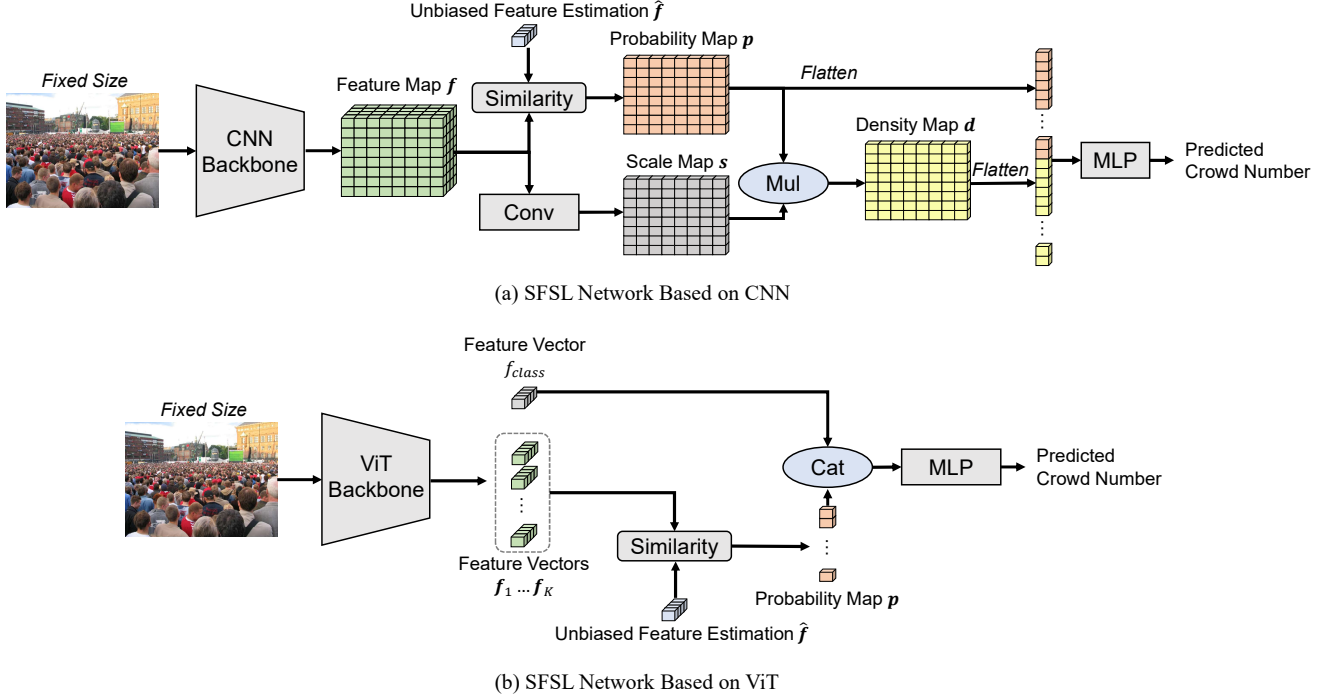 Unbiased Feature Estimation f̂
Fixed Size
CNN
Backbone
Feature Map f
Similarity
Probability Map p
Flatten
Conv
Scale Map s
Mul
Density Map d
Flatten
MLP
Predicted
Crowd Number
(a) SFSL Network Based on CNN
Feature Vector
f_class
Fixed Size
ViT
Backbone
Feature Vectors
f_1 … f_K
Similarity
Unbiased Feature Estimation f̂
Cat
Probability Map p
MLP
Predicted
Crowd Number
(b) SFSL Network Based on ViT